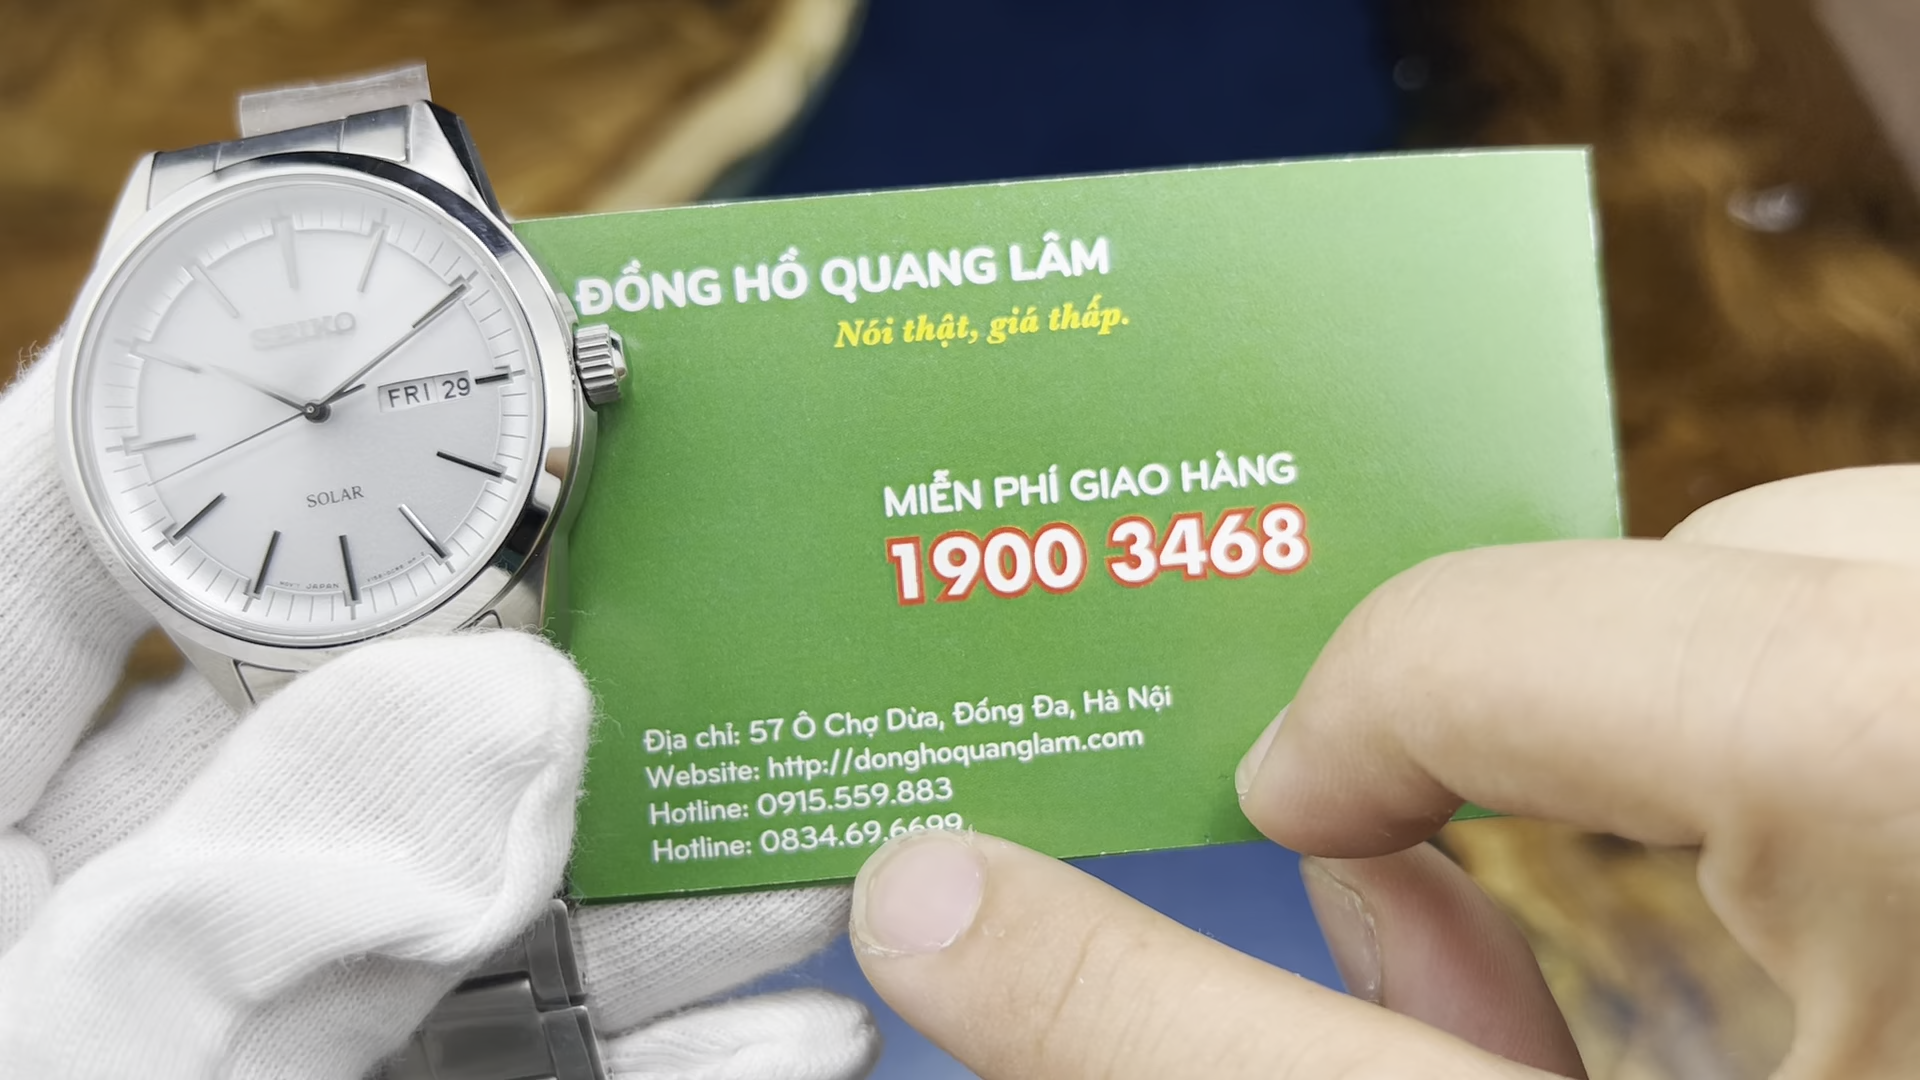 SEIKO
FRI 29
SOLAR
JAPAN
ĐỒNG HỒ QUANG LÂM
Nói thật, giá thấp.
MIỄN PHÍ GIAO HÀNG
1900 3468
Địa chỉ: 57 Ô Chợ Dừa, Đống Đa, Hà Nội
Website: http://donghoquanglam.com
Hotline: 0915.559.883
Hotline: 0834.69.6699